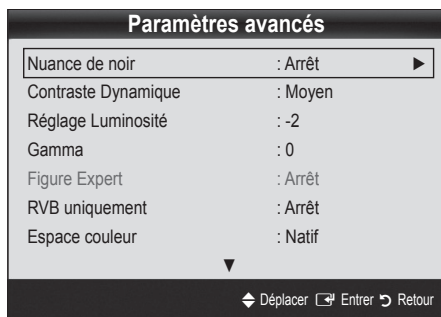 Paramètres avancés
Nuance de noir : Arrêt ►
Contraste Dynamique : Moyen
Réglage Luminosité : -2
Gamma : 0
Figure Expert : Arrêt
RVB uniquement : Arrêt
Espace couleur : Natif
▼
Déplacer Entrer Retour